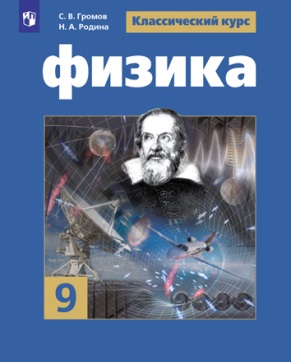 С. В. Громов
Н. А. Родина
Классический курс
физика
9